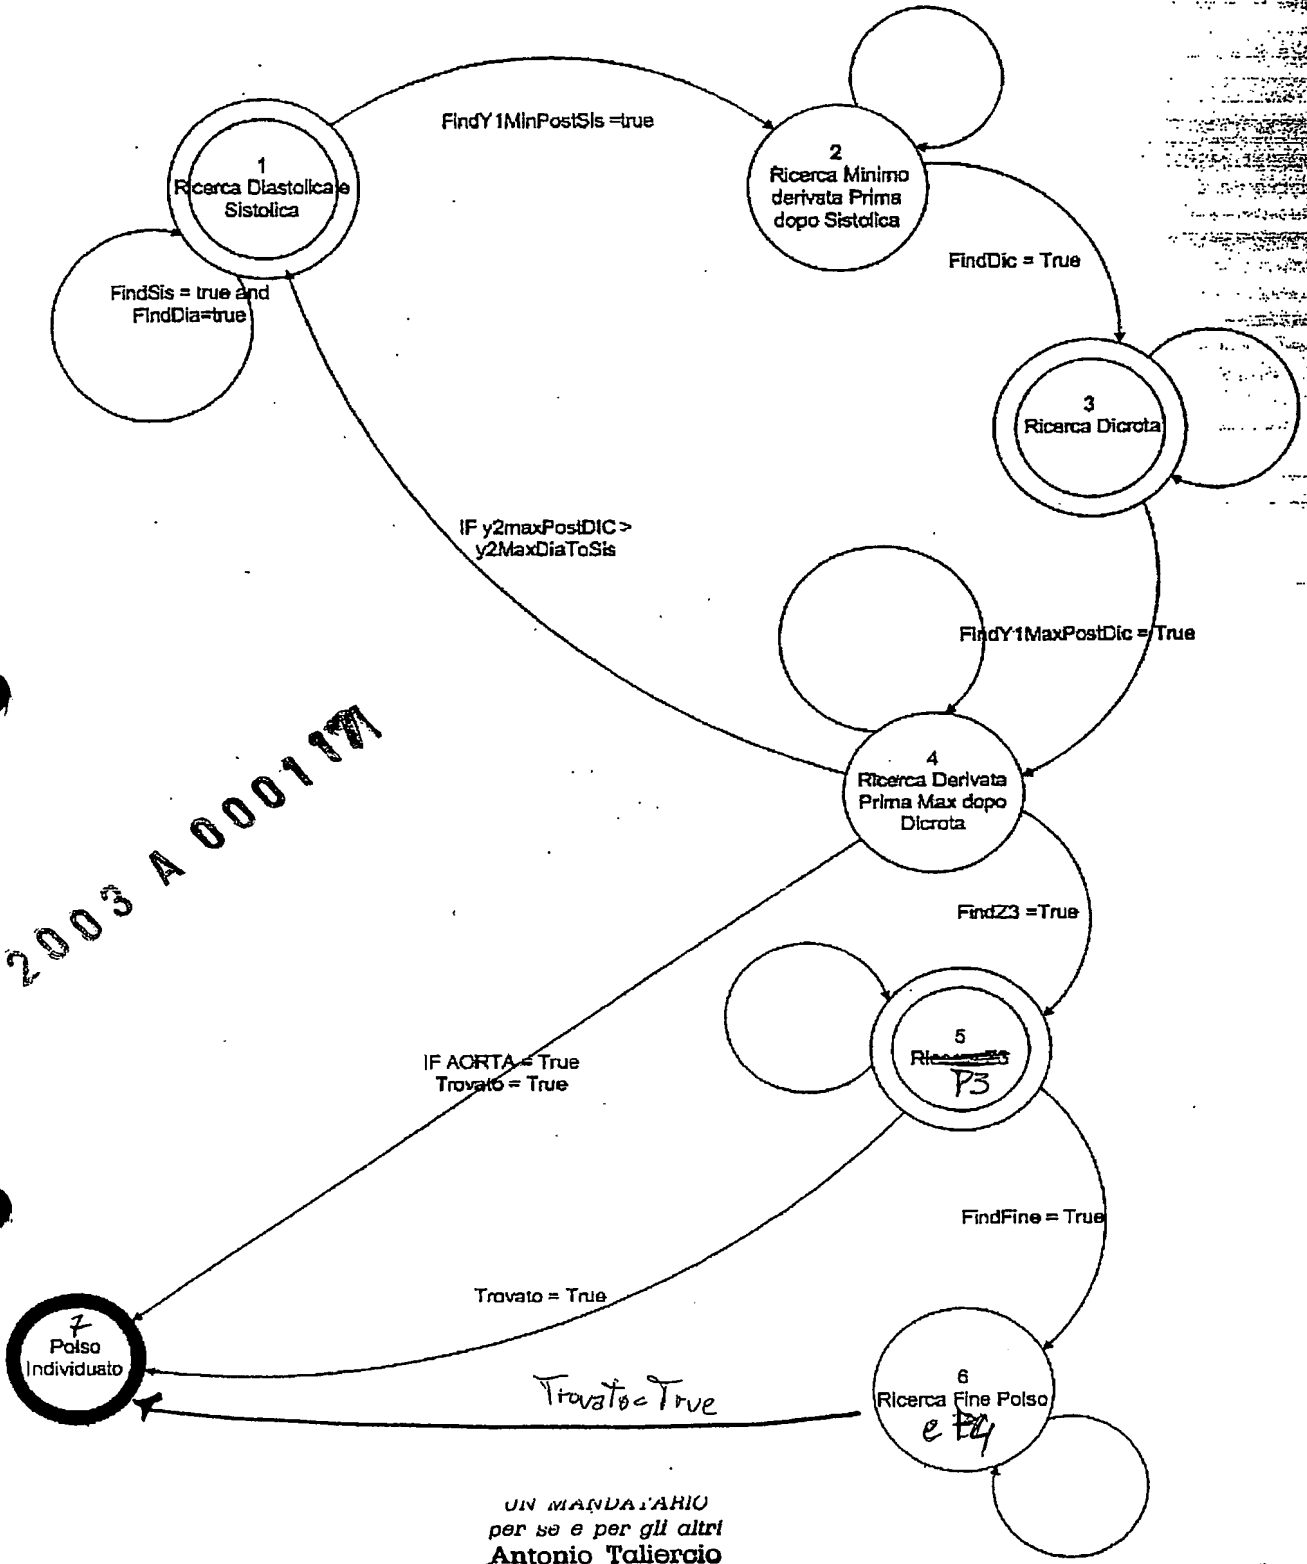 FindY1MinPostSis =true
1
Ricerca Diastolica e
Sistolica
2
Ricerca Minimo
derivata Prima
dopo Sistolica
FindDic = True
FindSis = true and
FindDia=true
3
Ricerca Dicrota
IF y2maxPostDIC >
y2MaxDiaToSis
FindY1MaxPostDic = True
4
Ricerca Derivata
Prima Max dopo
Dicrota
2003 A 000117
FindZ3 =True
5
P3
IF AORTA = True
Trovato = True
FindFine = True
Trovato = True
7
Polso
Individuato
Trovato = True
6
Ricerca Fine Polso
e P4
UN MANDATARIO
per se e per gli altri
Antonio Taliercio